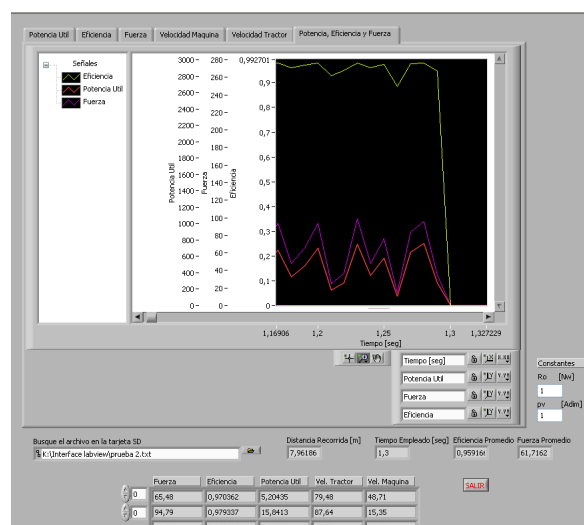 Potencia Util Eficiencia Fuerza Velocidad Maquina Velocidad Tractor Potencia, Eficiencia y Fuerza
Señales
Eficiencia
Potencia Util
Fuerza
3000 2800 2600 2400 2200 2000 1800 1600 1400 1200 1000 800 600 400 200 0
Potencia Util
280 260 240 220 200 180 160 140 120 100 80 60 40 20 0
Fuerza
0,992701 0,9 0,8 0,7 0,6 0,5 0,4 0,3 0,2 0,1 0
Eficiencia
1,16906 1,2 1,25 1,3 1,327229
Tiempo [seg]
Tiempo [seg]
Potencia Util
Fuerza
Eficiencia
Constantes
Ro [Nw]
1
pv [Adm]
1
Busque el archivo en la tarjeta SD
K:\Interface labview\prueba 2.txt
Distancia Recorrida [m] Tiempo Empleado [seg] Eficiencia Promedio Fuerza Promedio
7,96186 1,3 0,95916 61,7162
SALIR
Fuerza Eficiencia Potencia Util Vel. Tractor Vel. Maquina
0 65,48 0,970362 5,20435 79,48 48,71
0 94,79 0,979337 15,8413 87,64 15,35